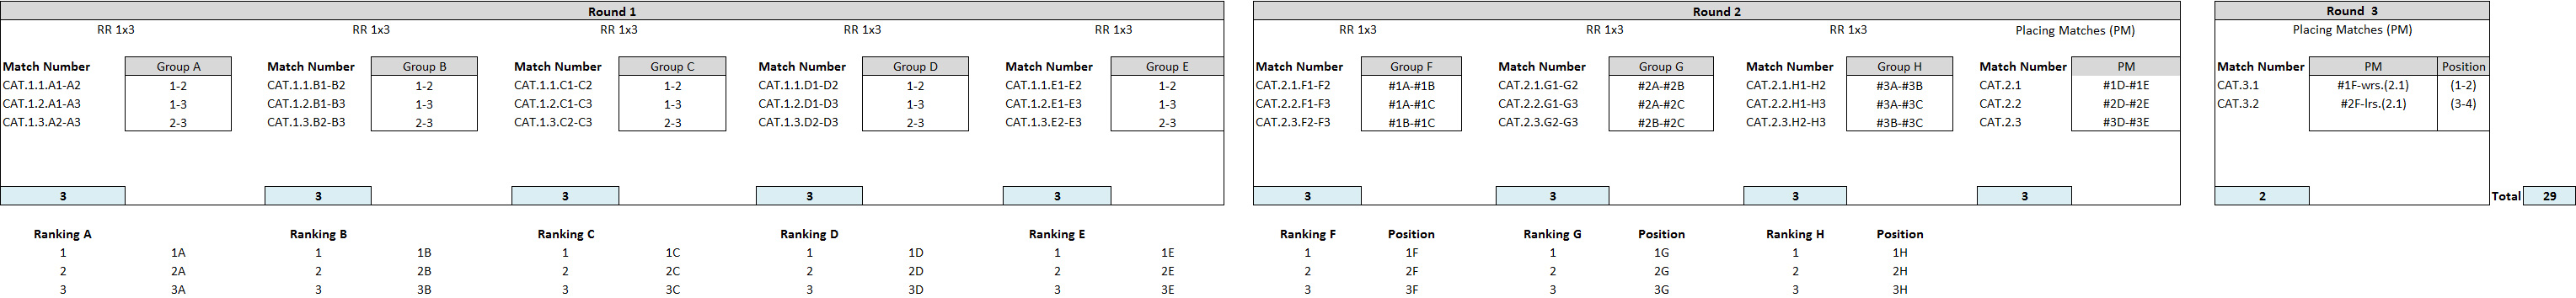 Round 1 Round 2 Round 3
RR 1x3 RR 1x3 RR 1x3 RR 1x3 RR 1x3 RR 1x3 RR 1x3 RR 1x3 Placing Matches (PM) Placing Matches (PM)
Match Number Group A Match Number Group B Match Number Group C Match Number Group D Match Number Group E Match Number Group F Match Number Group G Match Number Group H Match Number PM Match Number PM Position
CAT.1.1.A1-A2 1-2 CAT.1.1.B1-B2 1-2 CAT.1.1.C1-C2 1-2 CAT.1.1.D1-D2 1-2 CAT.1.1.E1-E2 1-2 CAT.2.1.F1-F2 #1A-#1B CAT.2.1.G1-G2 #2A-#2B CAT.2.1.H1-H2 #3A-#3B CAT.2.1 #1D-#1E CAT.3.1 #1F-wrs.(2.1) (1-2)
CAT.1.2.A1-A3 1-3 CAT.1.2.B1-B3 1-3 CAT.1.2.C1-C3 1-3 CAT.1.2.D1-D3 1-3 CAT.1.2.E1-E3 1-3 CAT.2.2.F1-F3 #1A-#1C CAT.2.2.G1-G3 #2A-#2C CAT.2.2.H1-H3 #3A-#3C CAT.2.2 #2D-#2E CAT.3.2 #2F-lrs.(2.1) (3-4)
CAT.1.3.A2-A3 2-3 CAT.1.3.B2-B3 2-3 CAT.1.3.C2-C3 2-3 CAT.1.3.D2-D3 2-3 CAT.1.3.E2-E3 2-3 CAT.2.3.F2-F3 #1B-#1C CAT.2.3.G2-G3 #2B-#2C CAT.2.3.H2-H3 #3B-#3C CAT.2.3 #3D-#3E
3 3 3 3 3 3 3 3 3 2 Total 29
Ranking A Ranking B Ranking C Ranking D Ranking E Ranking F Position Ranking G Position Ranking H Position
1 1A 1 1B 1 1C 1 1D 1 1E 1 1F 1 1G 1 1H
2 2A 2 2B 2 2C 2 2D 2 2E 2 2F 2 2G 2 2H
3 3A 3 3B 3 3C 3 3D 3 3E 3 3F 3 3G 3 3H